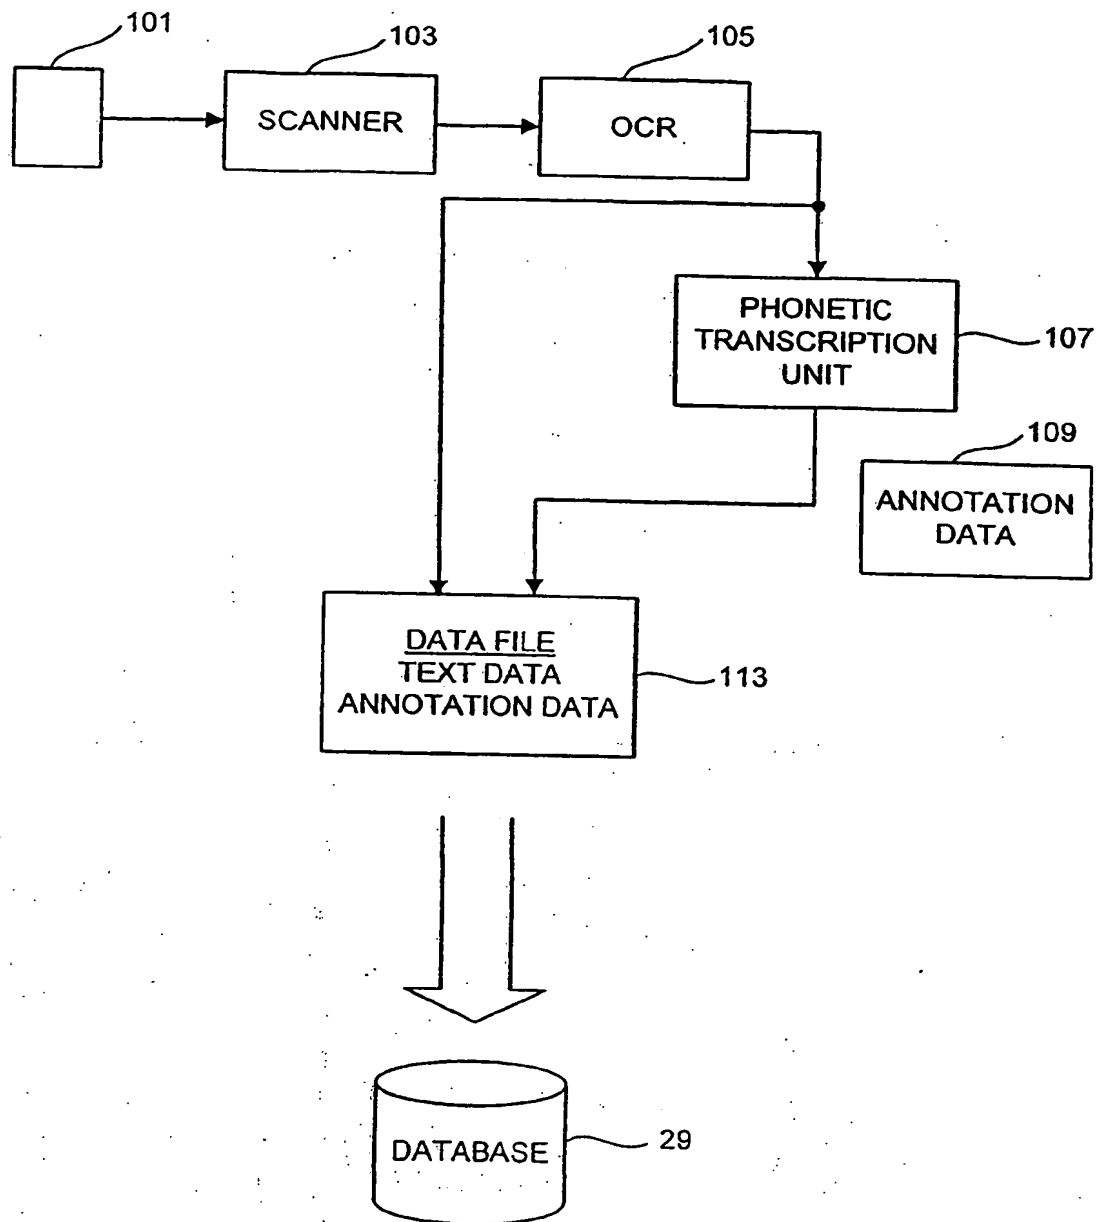 101
103
105
SCANNER
OCR
PHONETIC
TRANSCRIPTION
UNIT
107
109
ANNOTATION
DATA
DATA FILE
TEXT DATA
ANNOTATION DATA
113
DATABASE
29